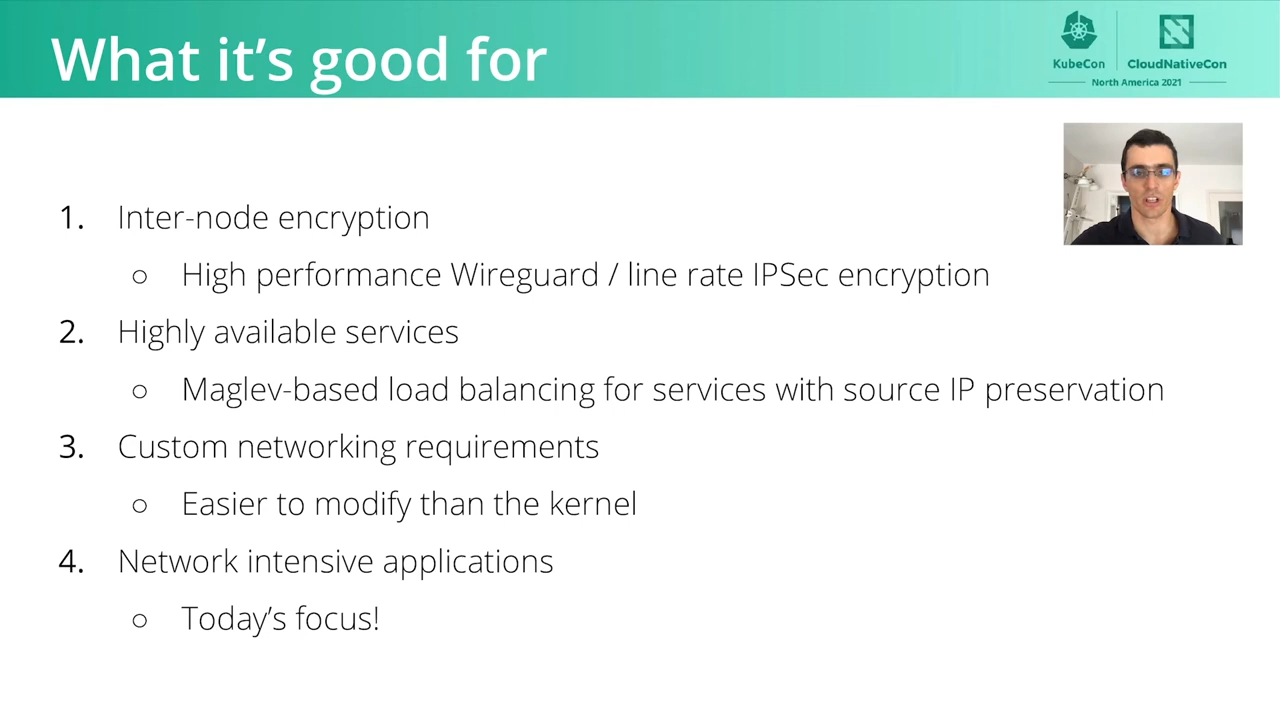 What it's good for
KubeCon
CloudNativeCon
North America 2021
1. Inter-node encryption
○ High performance Wireguard / line rate IPSec encryption
2. Highly available services
○ Maglev-based load balancing for services with source IP preservation
3. Custom networking requirements
○ Easier to modify than the kernel
4. Network intensive applications
○ Today's focus!